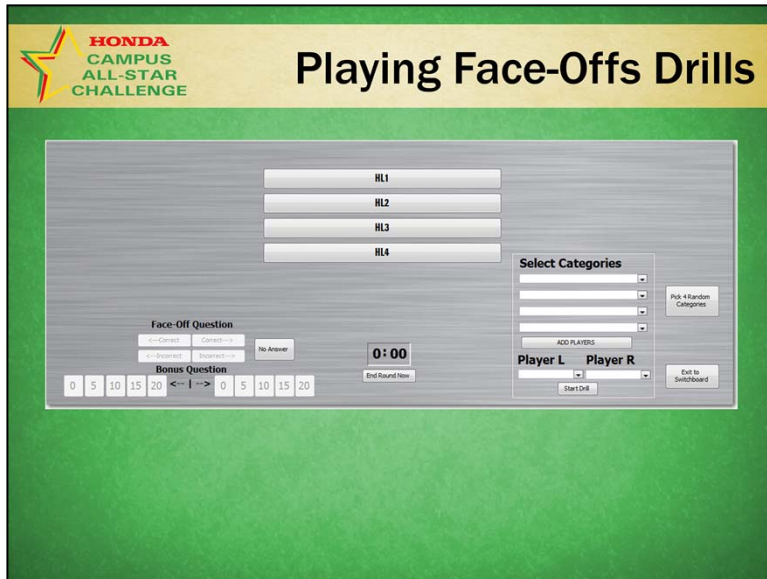 HONDA
CAMPUS
ALL-STAR
CHALLENGE
Playing Face-Offs Drills
HL1
HL2
HL3
HL4
Select Categories
Pick 4 Random
Categories
ADD PLAYERS
Player L Player R
Start Drill
Exit to
Switchboard
Face-Off Question
<--Correct Correct-->
<--Incorrect Incorrect-->
No Answer
Bonus Question
0 5 10 15 20 <-- | --> 0 5 10 15 20
0:00
End Round Now